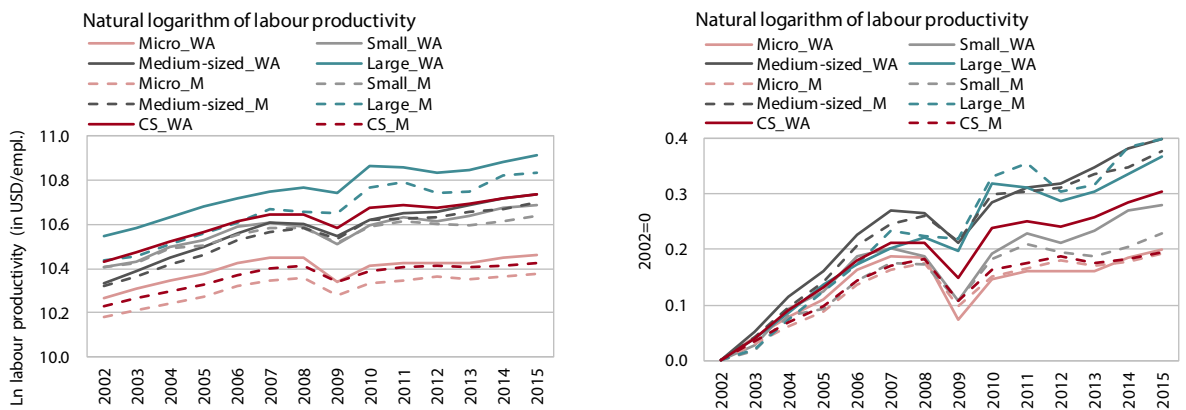 Natural logarithm of labour productivity
Micro_WA Small_WA
Medium-sized_WA Large_WA
Micro_M Small_M
Medium-sized_M Large_M
CS_WA CS_M
Ln labour productivity (in USD/empl.)
11.0
10.8
10.6
10.4
10.2
10.0
2002 2003 2004 2005 2006 2007 2008 2009 2010 2011 2012 2013 2014 2015
Natural logarithm of labour productivity
Micro_WA Small_WA
Medium-sized_WA Large_WA
Micro_M Small_M
Medium-sized_M Large_M
CS_WA CS_M
2002=0
0.4
0.3
0.2
0.1
0.0
2002 2003 2004 2005 2006 2007 2008 2009 2010 2011 2012 2013 2014 2015